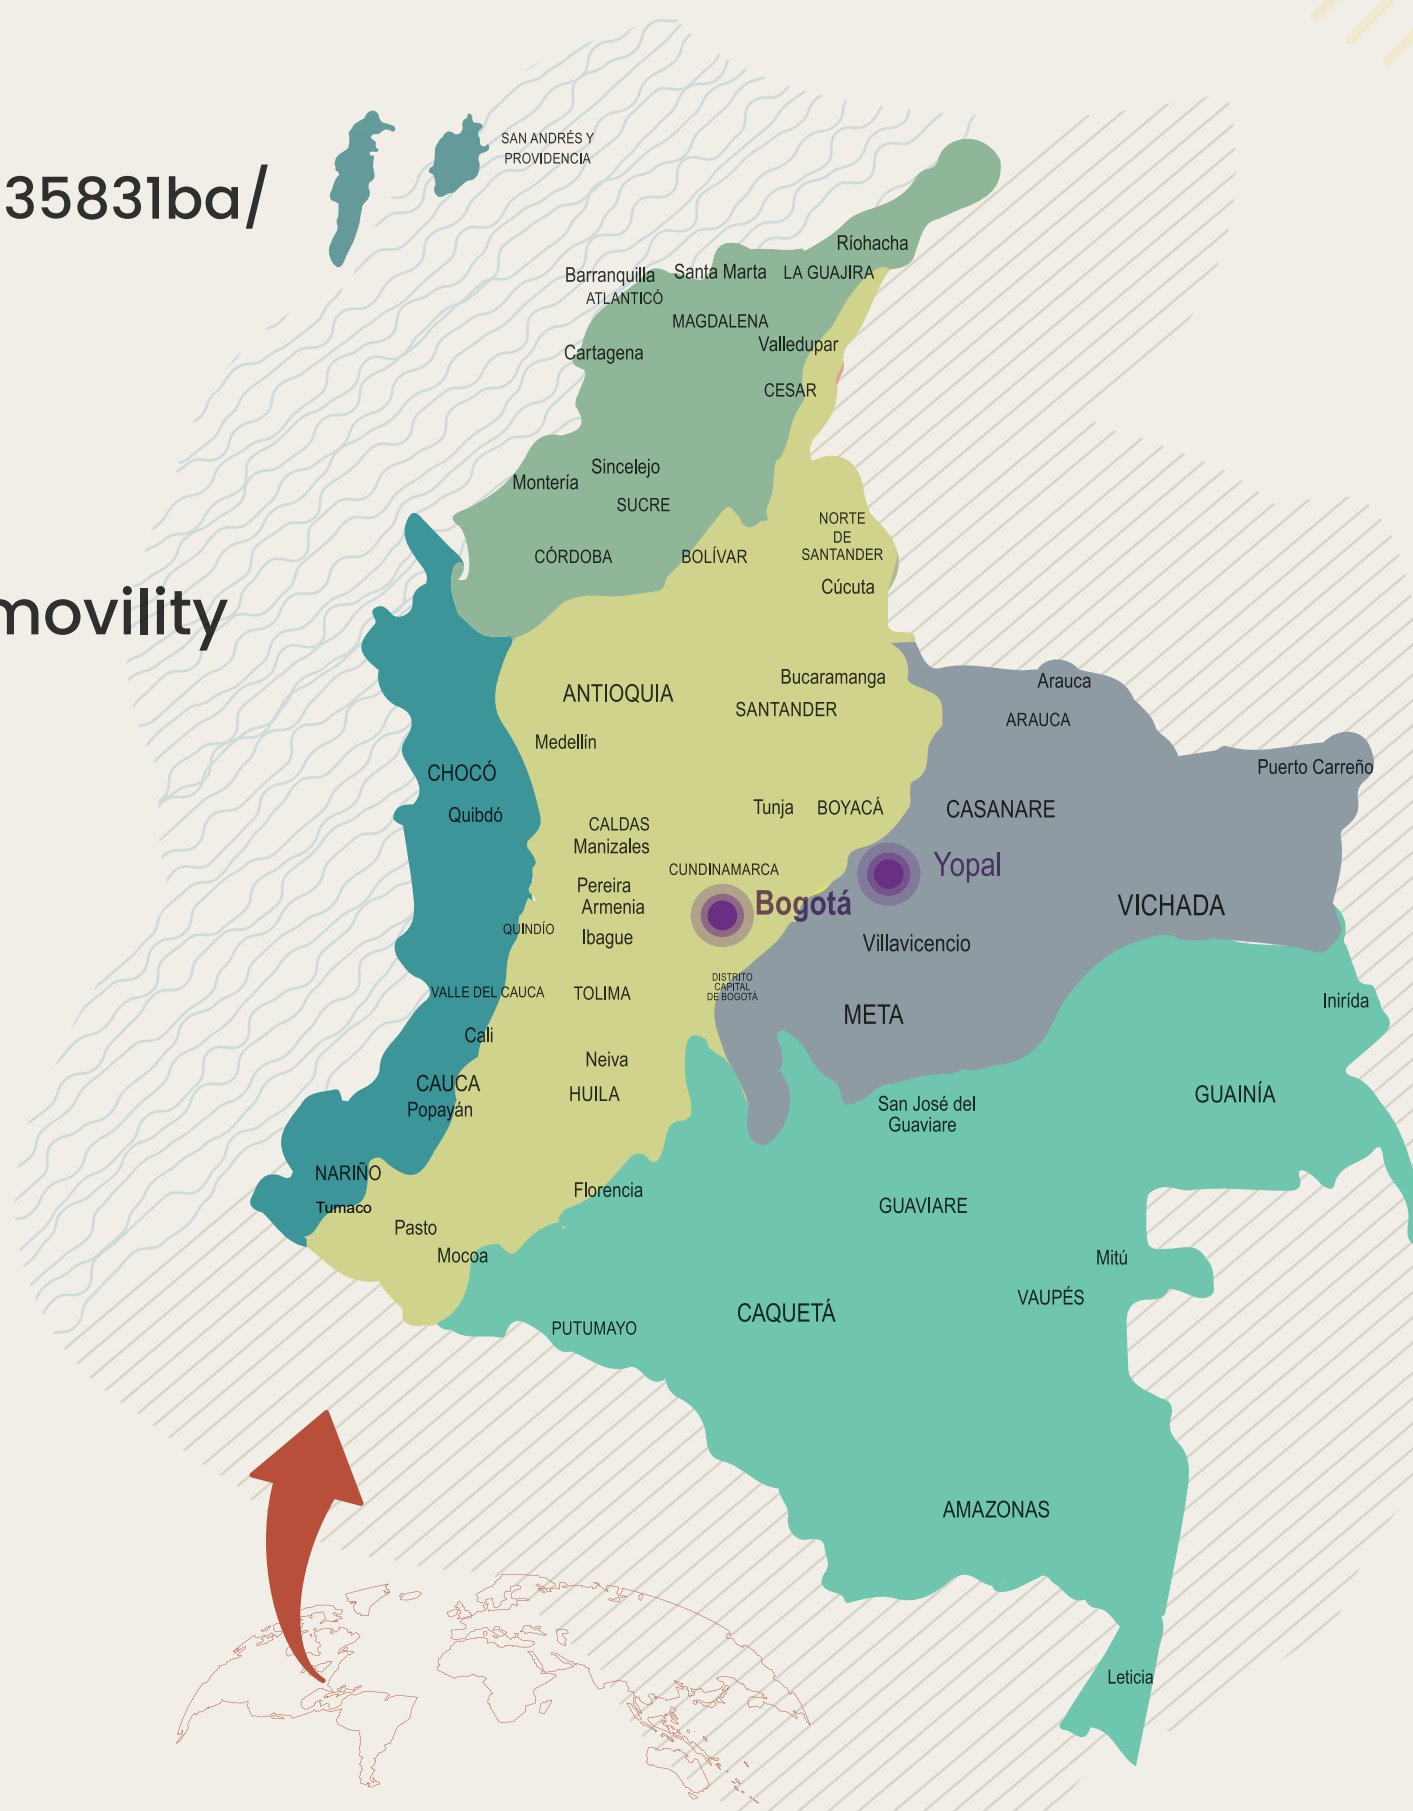 SAN ANDRÉS Y
PROVIDENCIA
35831ba/
Ríohacha
Barranquilla
Santa Marta
LA GUAJIRA
ATLANTICÓ
MAGDALENA
Cartagena
Valledupar
CESAR
Sincelejo
Montería
SUCRE
NORTE
DE
SANTANDER
CÓRDOBA
BOLÍVAR
Cúcuta
movility
Bucaramanga
Arauca
ANTIOQUIA
SANTANDER
ARAUCA
Medellín
CHOCÓ
Puerto Carreño
Quibdó
Tunja
BOYACÁ
CASANARE
CALDAS
Manizales
CUNDINAMARCA
Yopal
Pereira
Armenia
Bogotá
VICHADA
QUINDÍO
Ibague
Villavicencio
DISTRITO
CAPITAL
DE BOGOTÁ
VALLE DEL CAUCA
TOLIMA
Inirída
META
Cali
Neiva
CAUCA
HUILA
GUAINÍA
Popayán
San José del
Guaviare
NARIÑO
Florencia
Tumaco
GUAVIARE
Pasto
Mocoa
Mitú
VAUPÉS
CAQUETÁ
PUTUMAYO
AMAZONAS
Leticia